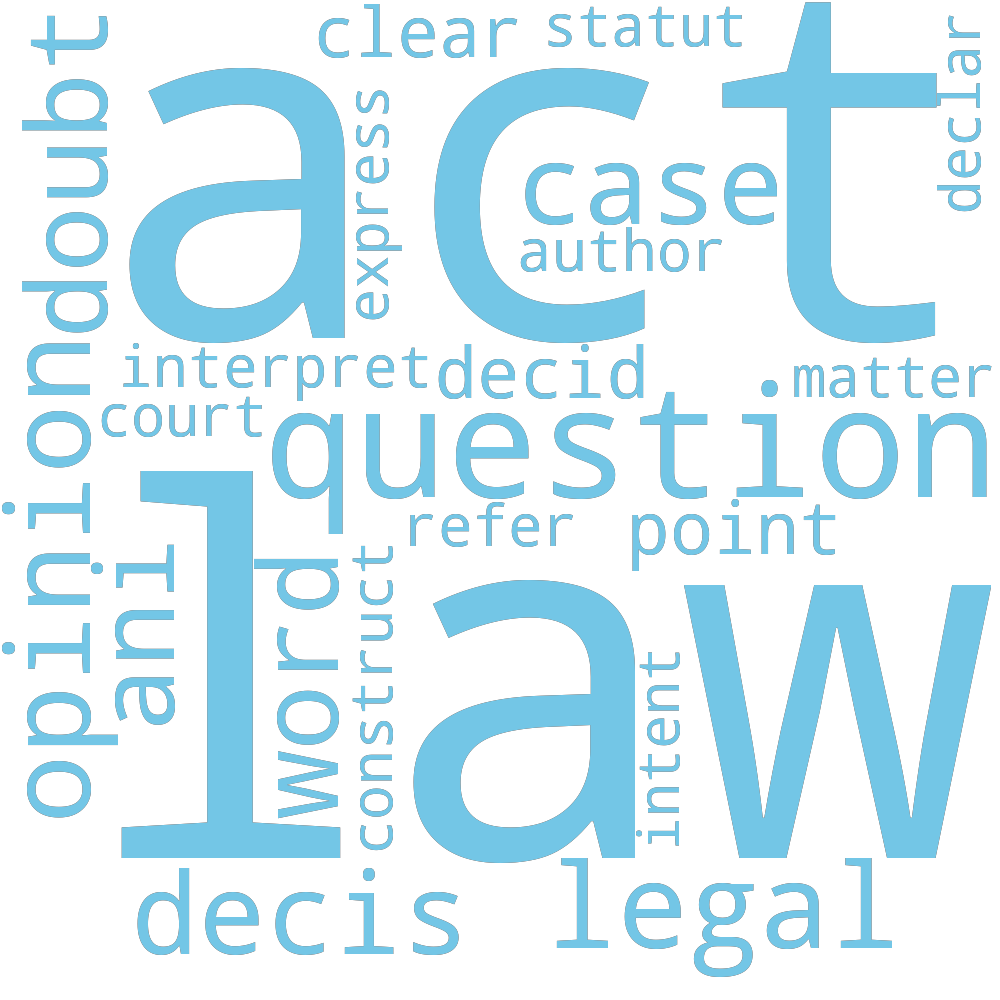 clear
statut
declar
doubt
act
express
case
author
interpret
decid
matter
court
question
opinion
refer
point
ani
law
word
construct
intent
decis
legal